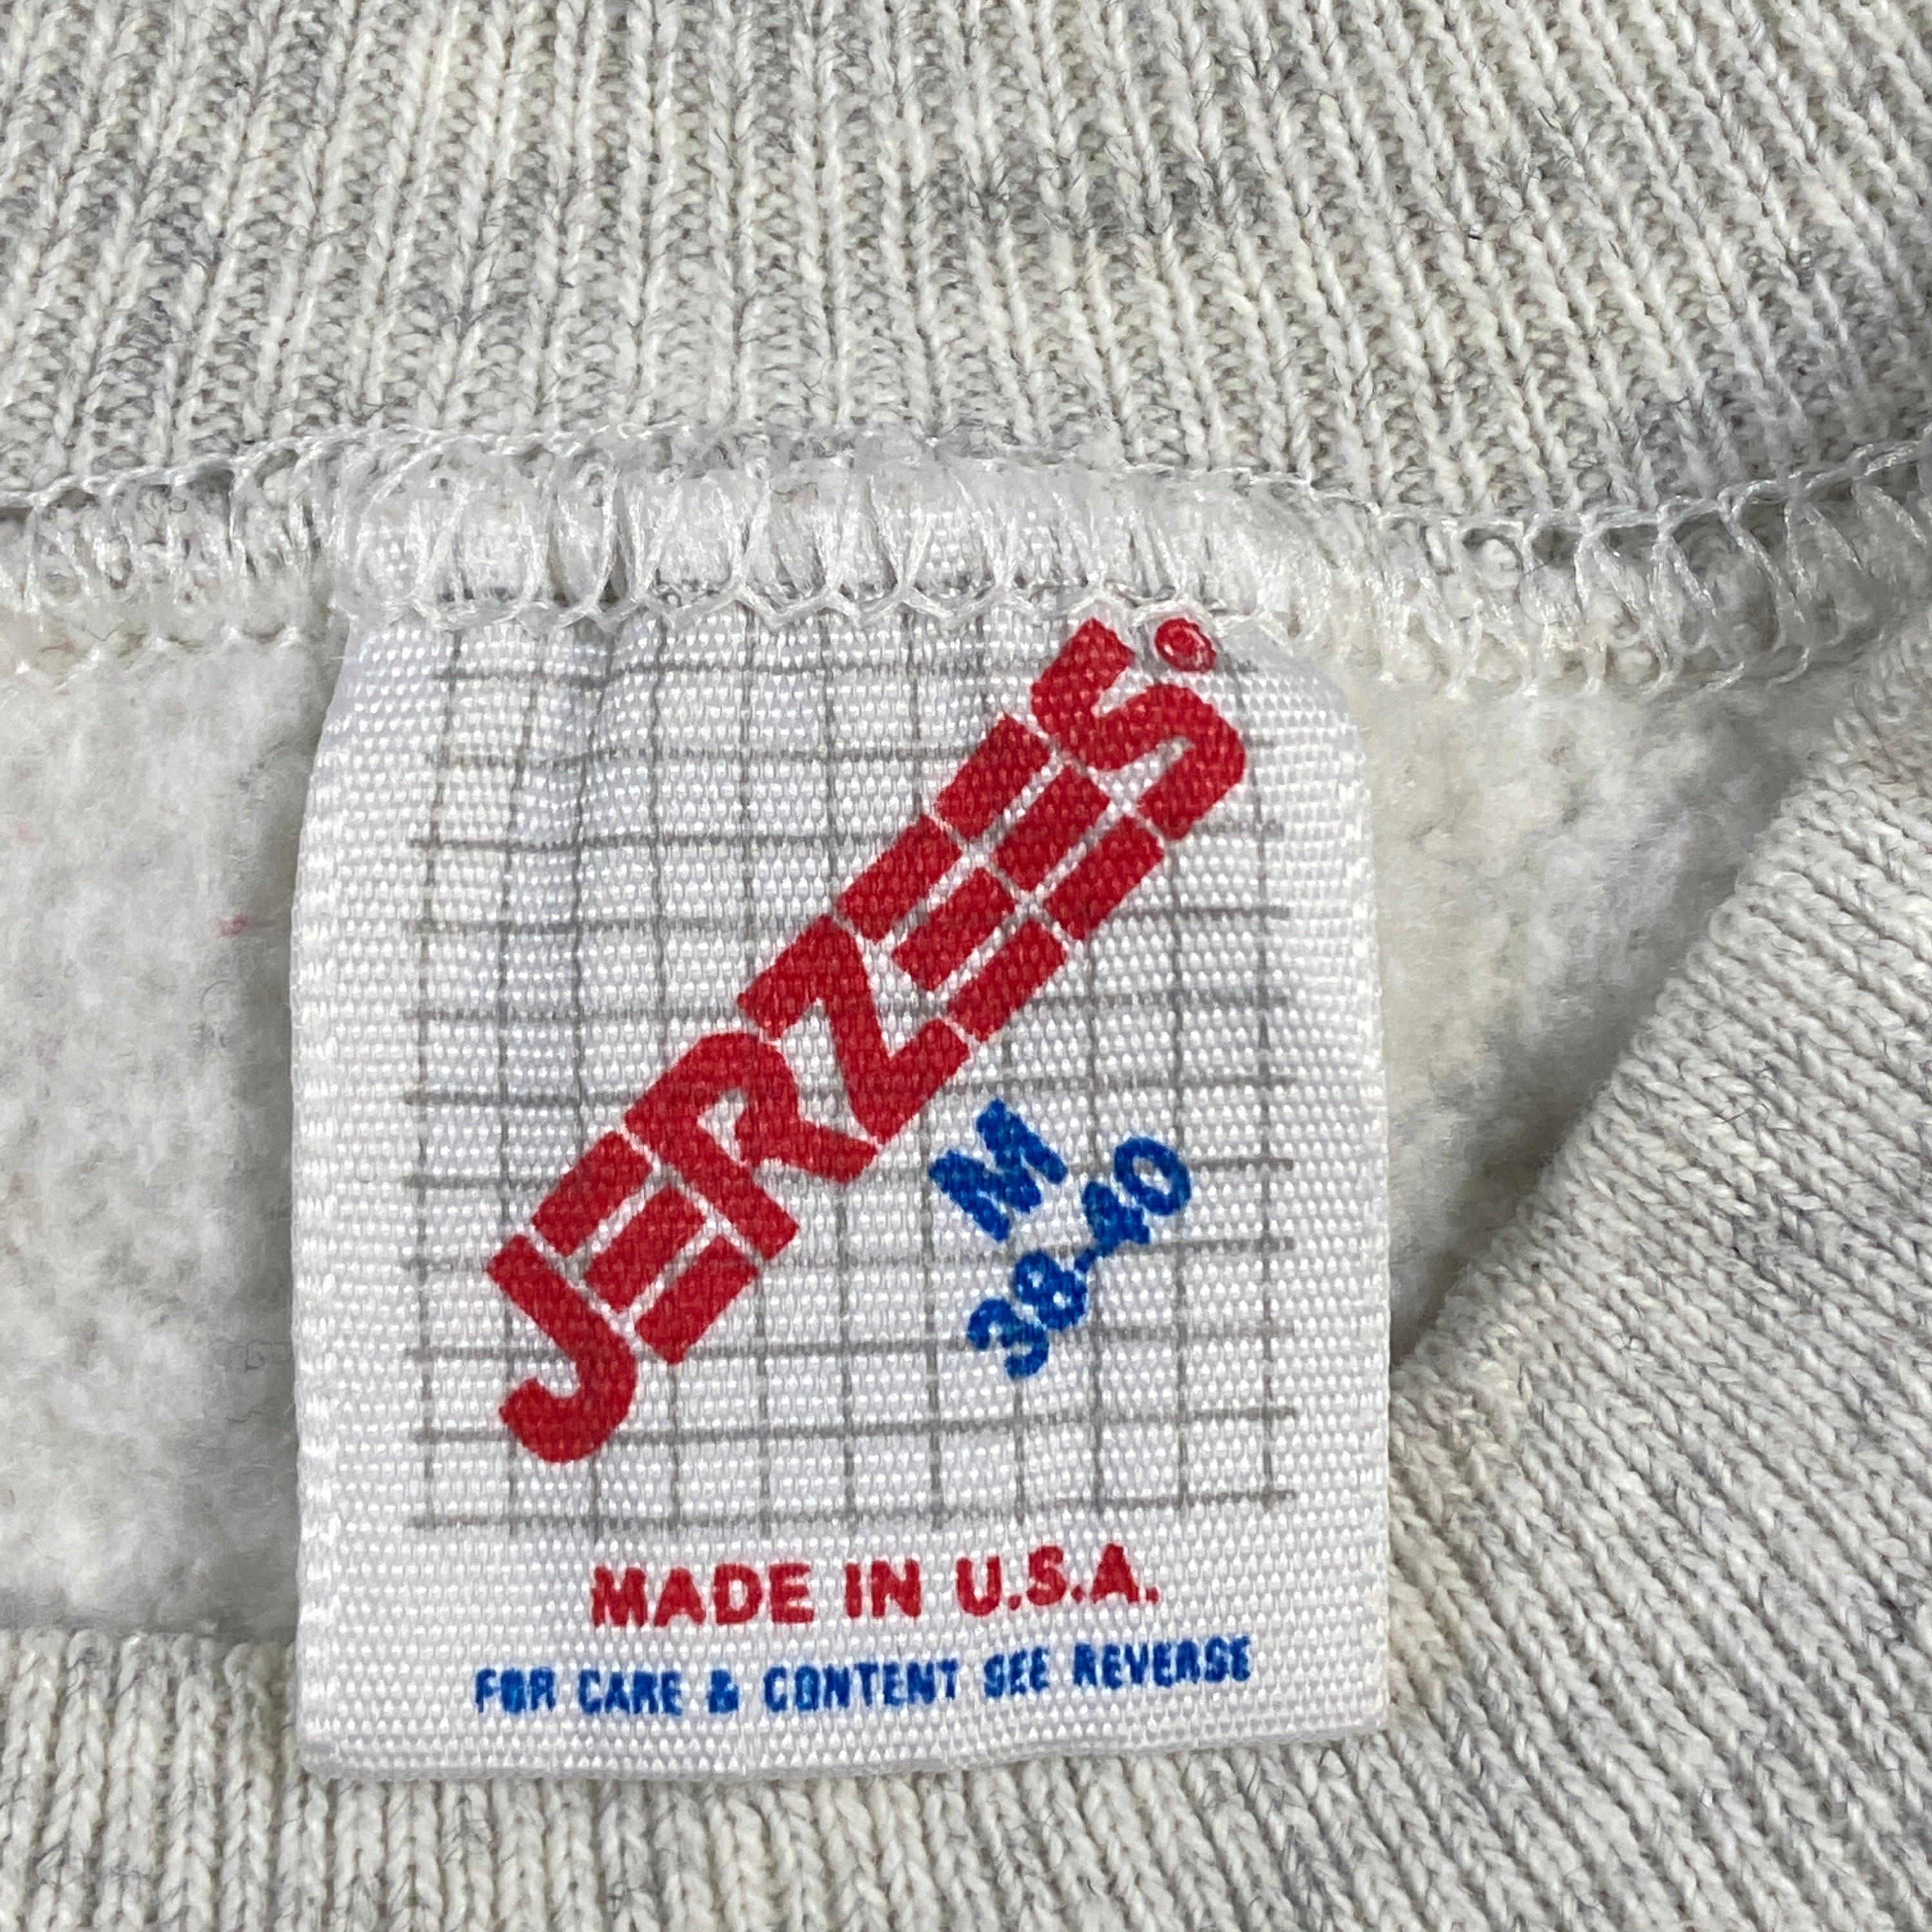 JERZEES®
M
38-40
MADE IN U.S.A.
FOR CARE & CONTENT SEE REVERSE